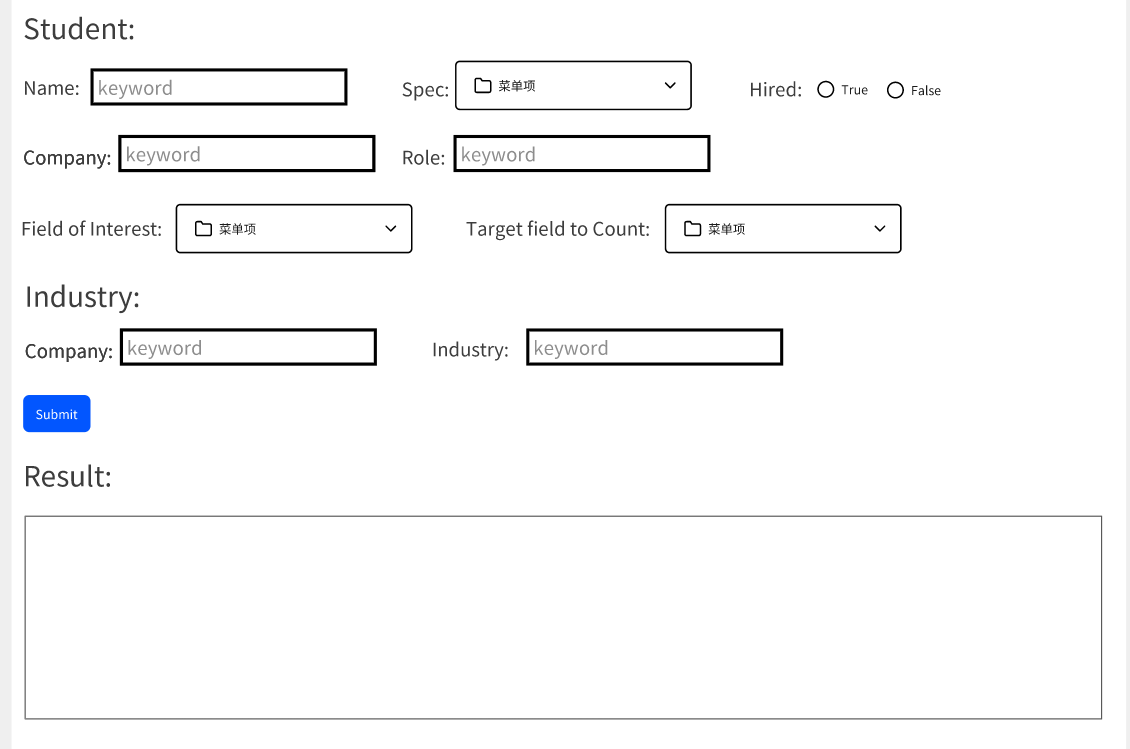 Student:
Name: keyword Spec: 菜单项 Hired: True False
Company: keyword Role: keyword
Field of Interest: 菜单项 Target field to Count: 菜单项
Industry:
Company: keyword Industry: keyword
Submit
Result: